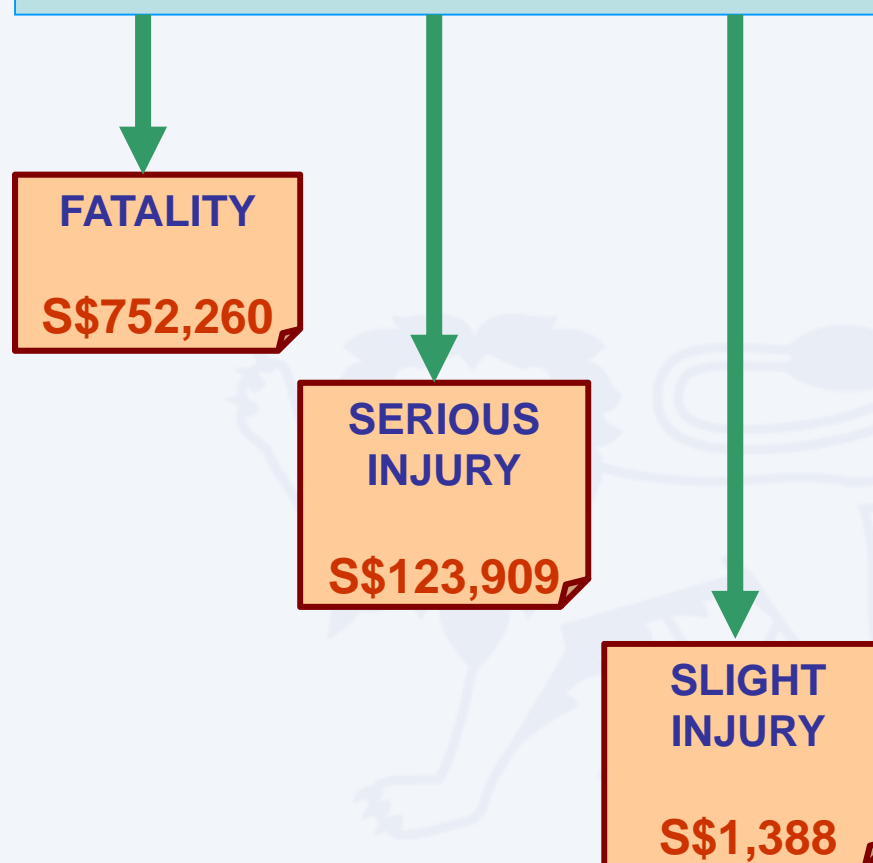 FATALITY
S$752,260
SERIOUS
INJURY
S$123,909
SLIGHT
INJURY
S$1,388